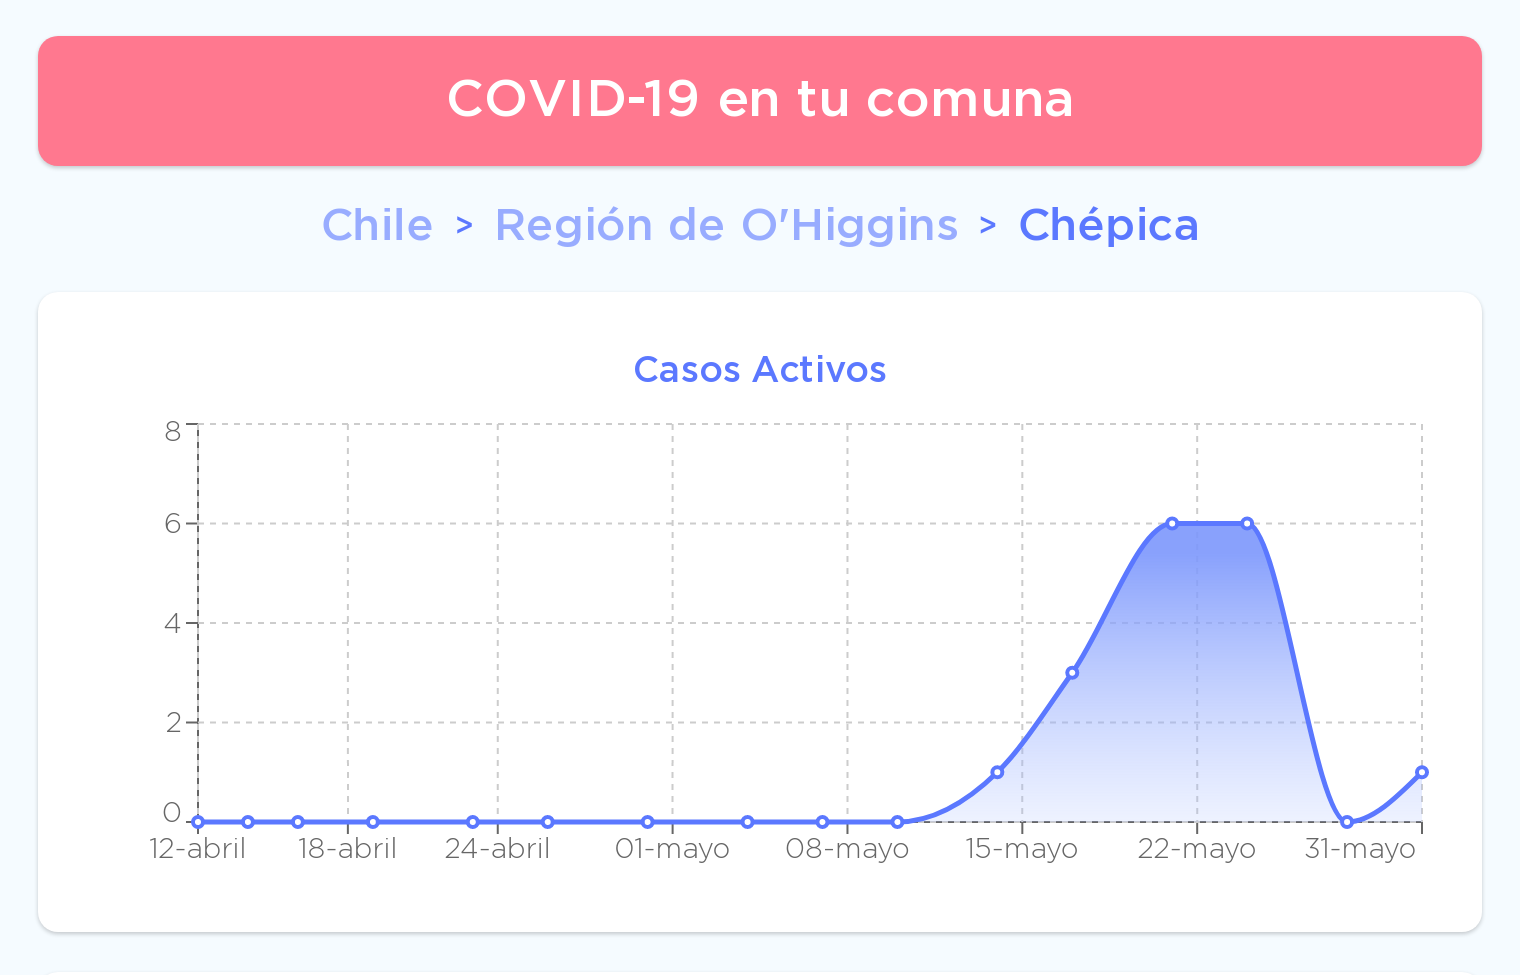 COVID-19 en tu comuna
Chile > Región de O'Higgins > Chépica
Casos Activos
8
6
4
2
0
12-abril 18-abril 24-abril 01-mayo 08-mayo 15-mayo 22-mayo 31-mayo